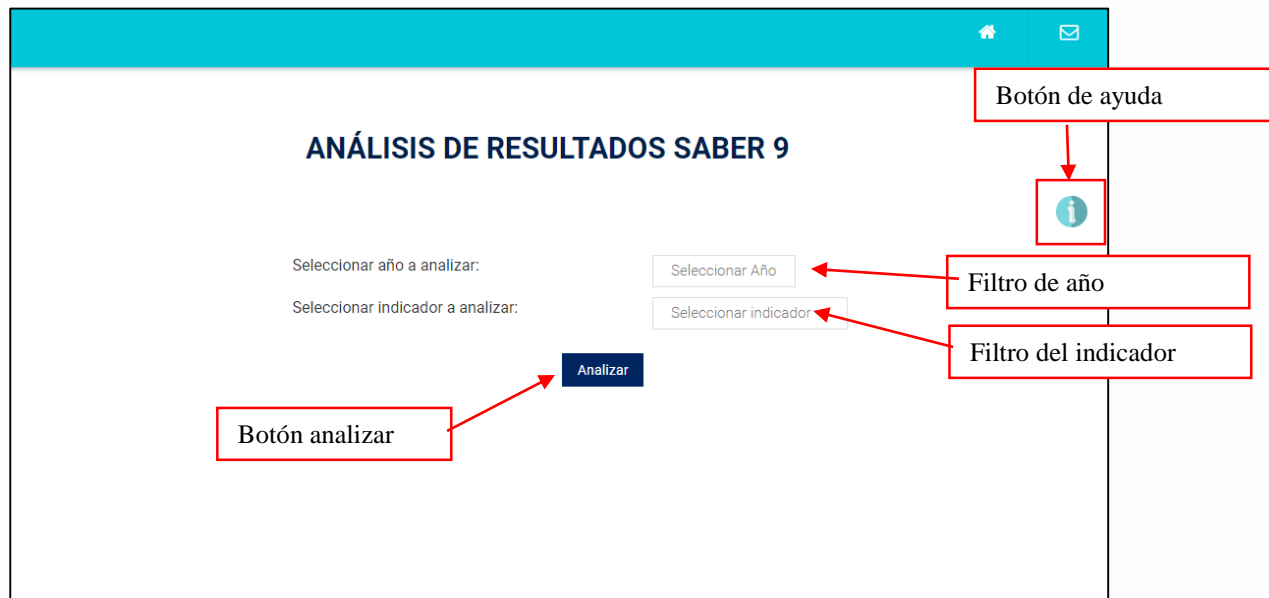 Botón de ayuda
ANÁLISIS DE RESULTADOS SABER 9
Seleccionar año a analizar:
Seleccionar Año
Filtro de año
Seleccionar indicador a analizar:
Seleccionar indicador
Filtro del indicador
Analizar
Botón analizar